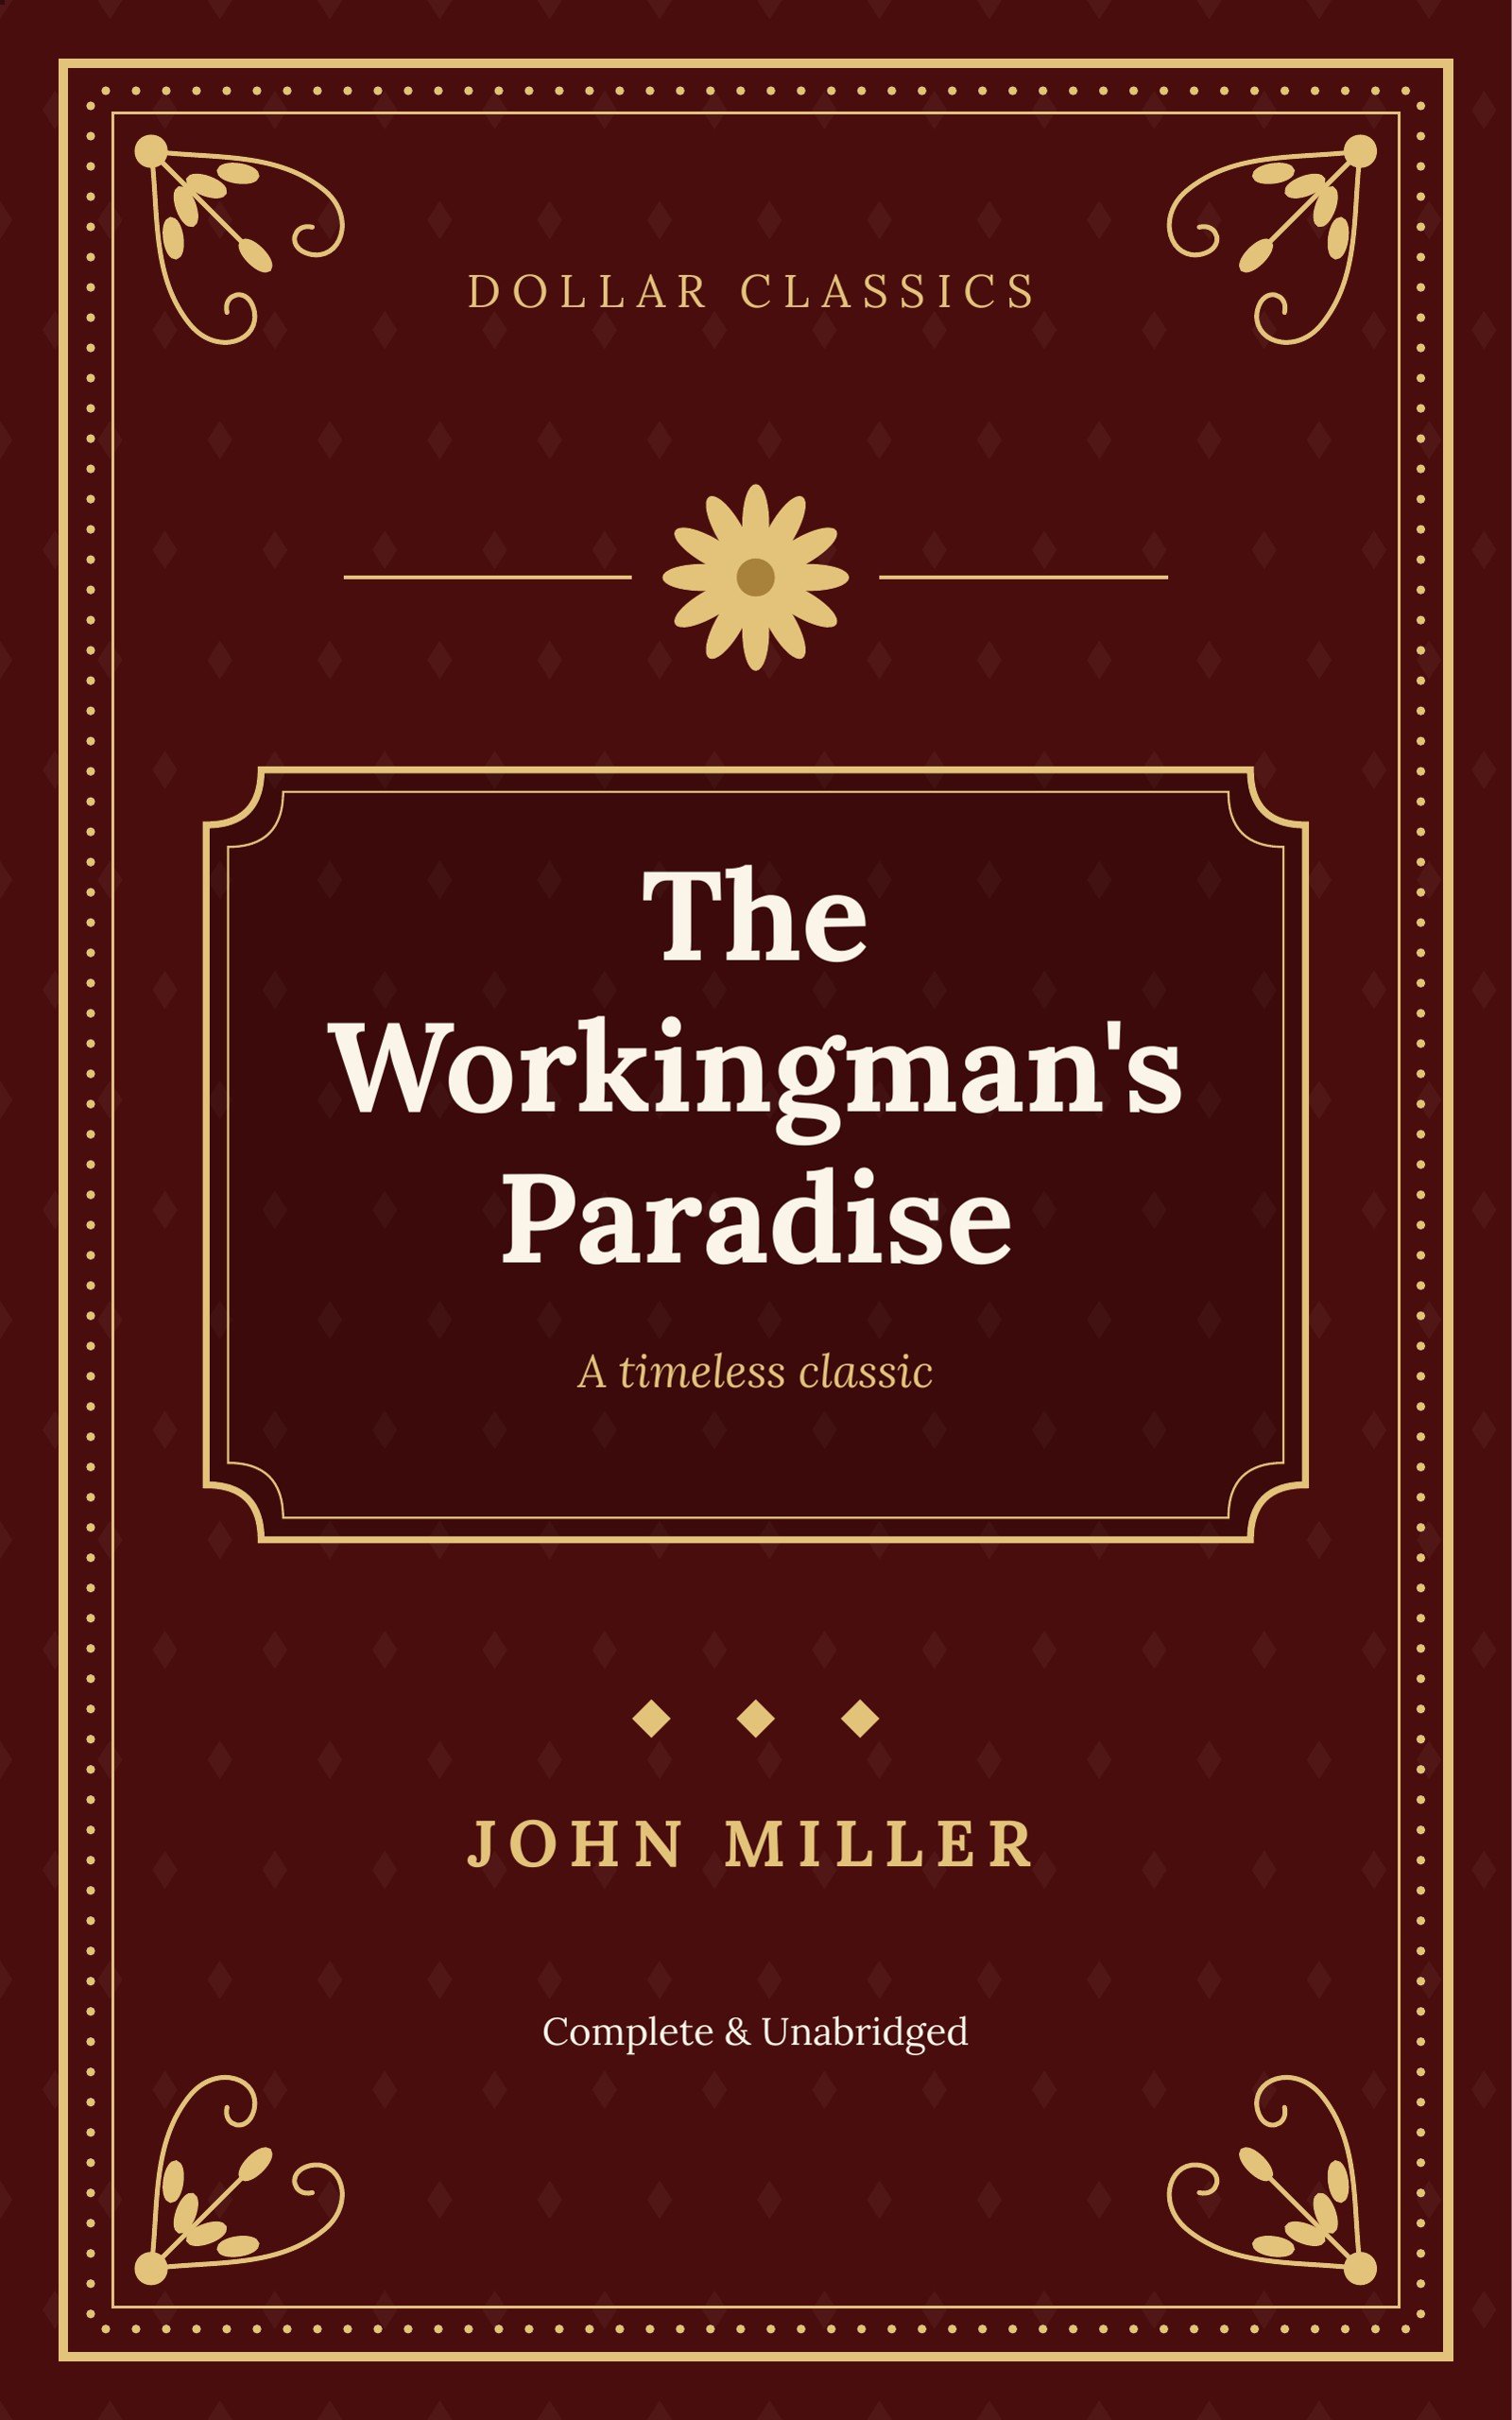 DOLLAR CLASSICS
The
Workingman's
Paradise
A timeless classic
JOHN MILLER
Complete & Unabridged